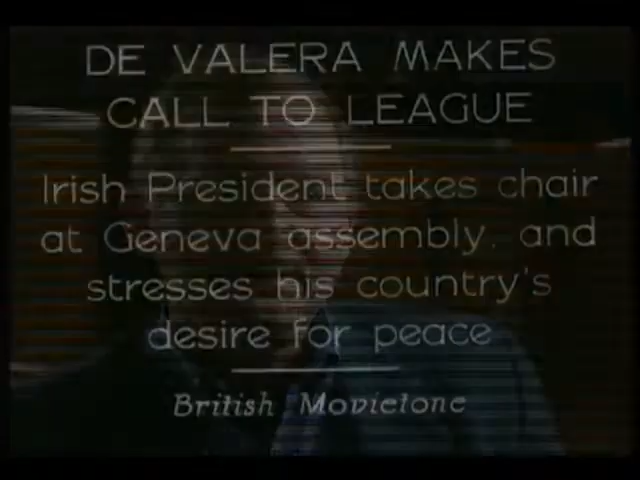 DE VALERA MAKES
CALL TO LEAGUE
Irish President takes chair
at Geneva assembly, and
stresses his country's
desire for peace
British Movietone